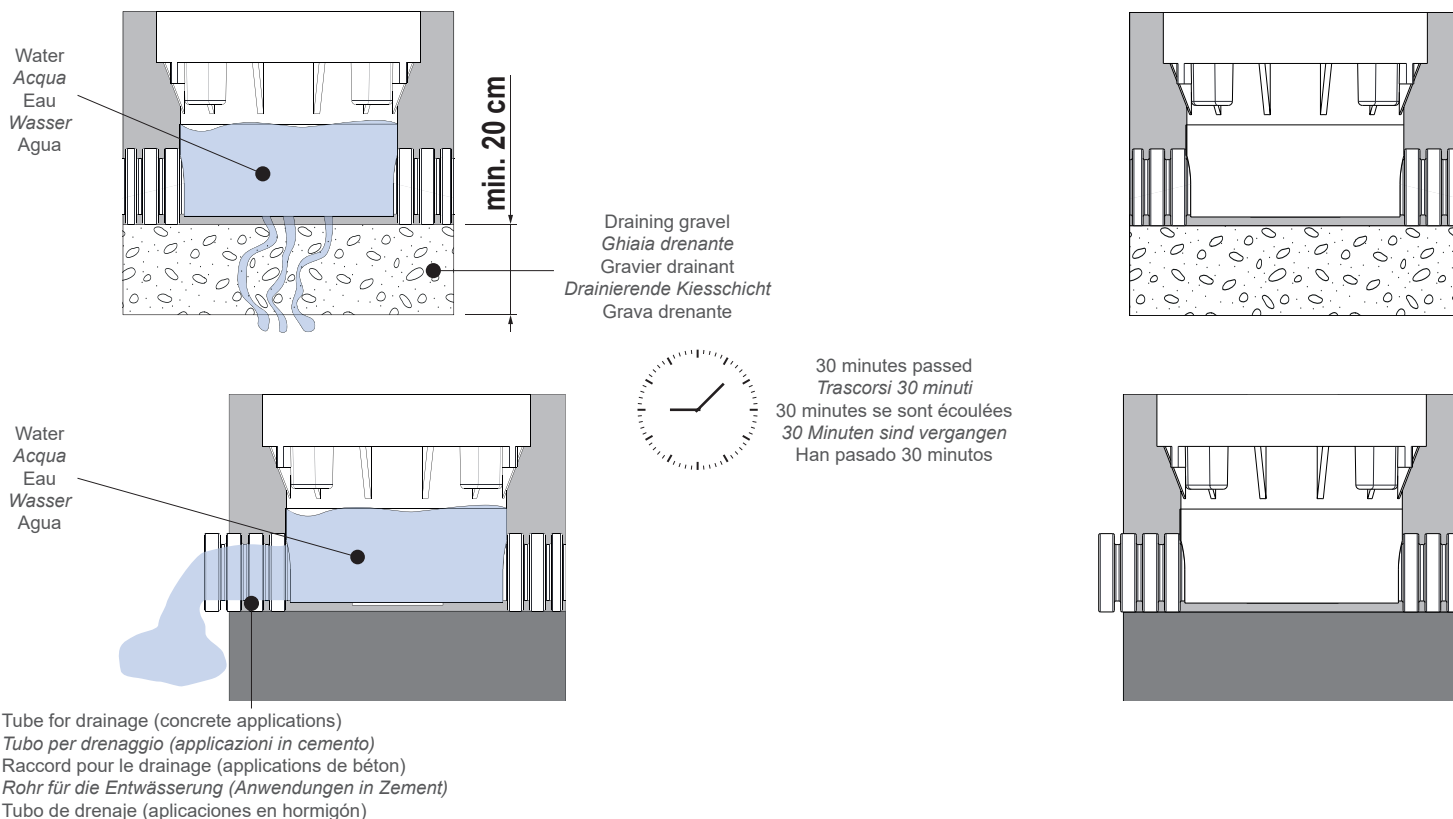 Water
Acqua
Eau
Wasser
Agua
min. 20 cm
Draining gravel
Ghiaia drenante
Gravier drainant
Drainierende Kiesschicht
Grava drenante
30 minutes passed
Trascorsi 30 minuti
30 minutes se sont écoulées
30 Minuten sind vergangen
Han pasado 30 minutos
Water
Acqua
Eau
Wasser
Agua
Tube for drainage (concrete applications)
Tubo per drenaggio (applicazioni in cemento)
Raccord pour le drainage (applications de béton)
Rohr für die Entwässerung (Anwendungen in Zement)
Tubo de drenaje (aplicaciones en hormigón)